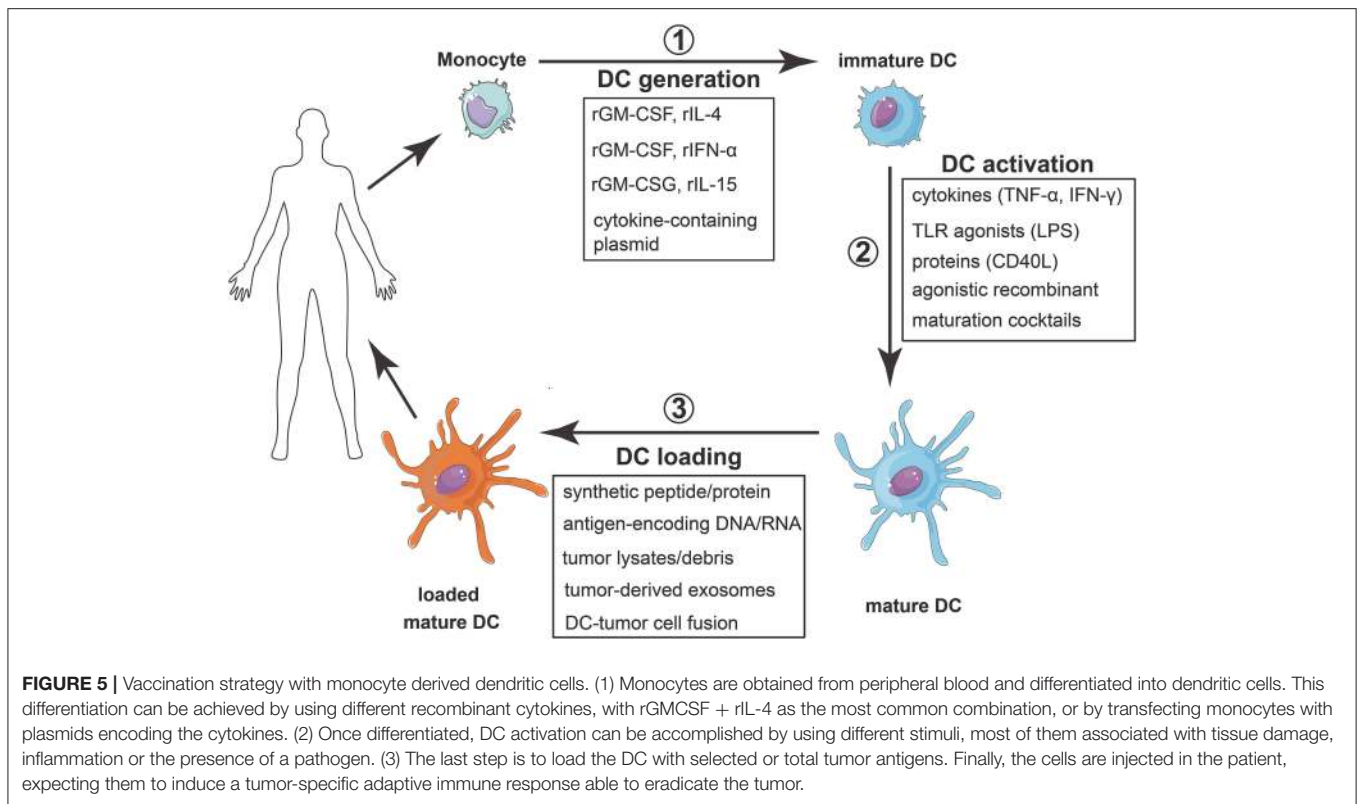 ①
Monocyte
immature DC
DC generation
rGM-CSF, rIL-4
rGM-CSF, rIFN-α
rGM-CSG, rIL-15
cytokine-containing
plasmid
DC activation
cytokines (TNF-α, IFN-γ)
TLR agonists (LPS)
proteins (CD40L)
agonistic recombinant
maturation cocktails
②
③
DC loading
synthetic peptide/protein
antigen-encoding DNA/RNA
tumor lysates/debris
tumor-derived exosomes
DC-tumor cell fusion
loaded
mature DC
mature DC
FIGURE 5 | Vaccination strategy with monocyte derived dendritic cells. (1) Monocytes are obtained from peripheral blood and differentiated into dendritic cells. This
differentiation can be achieved by using different recombinant cytokines, with rGMCSF + rIL-4 as the most common combination, or by transfecting monocytes with
plasmids encoding the cytokines. (2) Once differentiated, DC activation can be accomplished by using different stimuli, most of them associated with tissue damage,
inflammation or the presence of a pathogen. (3) The last step is to load the DC with selected or total tumor antigens. Finally, the cells are injected in the patient,
expecting them to induce a tumor-specific adaptive immune response able to eradicate the tumor.